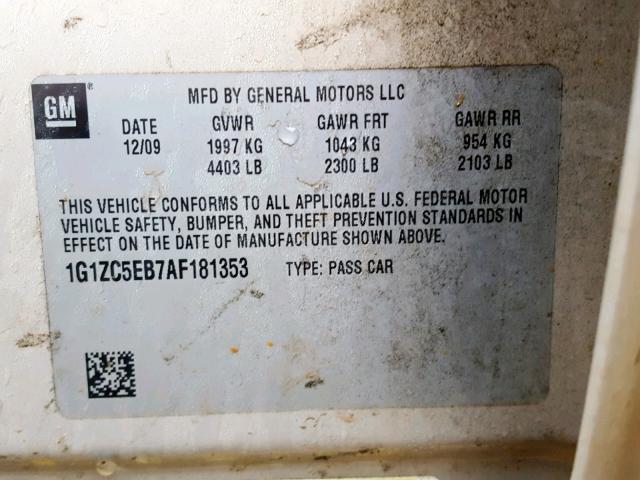 GM ®
MFD BY GENERAL MOTORS LLC
DATE GVWR GAWR FRT GAWR RR
12/09 1997 KG 1043 KG 954 KG
4403 LB 2300 LB 2103 LB
THIS VEHICLE CONFORMS TO ALL APPLICABLE U.S. FEDERAL MOTOR
VEHICLE SAFETY, BUMPER, AND THEFT PREVENTION STANDARDS IN
EFFECT ON THE DATE OF MANUFACTURE SHOWN ABOVE.
1G1ZC5EB7AF181353 TYPE: PASS CAR